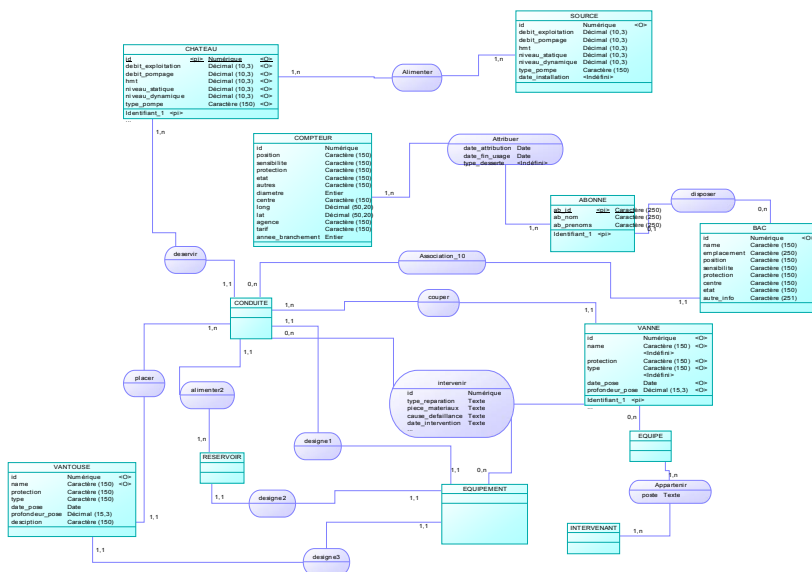 SOURCE
id Numérique <O>
debit_exploitation Décimal (10,3)
debit_pompage Décimal (10,3)
hmt Décimal (10,3)
niveau_statique Décimal (10,3)
niveau_dynamique Décimal (10,3)
type_pompe Caractère (150)
date_installation <Indéfini>
CHATEAU
id <pi> Numérique <O>
debit_exploitation Décimal (10,3) <O>
debit_pompage Décimal (10,3) <O>
hmt Décimal (10,3) <O>
niveau_statique Décimal (10,3) <O>
niveau_dynamique Décimal (10,3) <O>
type_pompe Caractère (150) <O>
Identifiant_1 <pi>
...
1,n
Alimenter
1,n
1,n
COMPTEUR
id Numérique
position Caractère (150)
sensibilite Caractère (150)
protection Caractère (150)
etat Caractère (150)
autres Caractère (150)
diametre Entier
centre Caractère (150)
long Décimal (50,20)
lat Décimal (50,20)
agence Caractère (150)
tarif Caractère (150)
annee_branchement Entier
1,n
Attribuer
date_attribution Date
date_fin_usage Date
type_desserte <Indéfini>
1,n
ABONNE
ab_id <pi> Caractère (250)
ab_nom Caractère (250)
ab_prenoms Caractère (250)
Identifiant_1 <pi>
0,1
disposer
0,n
BAC
id Numérique <O>
name Caractère (150)
emplacement Caractère (250)
position Caractère (150)
sensibilite Caractère (150)
protection Caractère (150)
centre Caractère (150)
etat Caractère (150)
autre_info Caractère (251)
deservir
1,1
0,n
Association_10
1,1
CONDUITE
1,n
couper
1,1
1,n
1,1
0,n
1,1
VANNE
id Numérique <O>
name Caractère (150) <O>
<Indéfini>
protection Caractère (150) <O>
type Caractère (150) <O>
<Indéfini>
date_pose Date <O>
profondeur_pose Décimal (15,3) <O>
Identifiant_1 <pi>
...
placer
alimenter2
intervenir
id Numérique
type_reparation Texte
piece_materiaux Texte
cause_defaillance Texte
date_intervention Texte
...
0,n
EQUIPE
1,n
designe1
1,n
RESERVOIR
1,1
0,n
1,1
designe2
1,1
EQUIPEMENT
1,1
Appartenir
poste Texte
1,n
INTERVENANT
VANTOUSE
id Numérique <O>
name Caractère (150) <O>
protection Caractère (150)
type Caractère (150)
date_pose Date
profondeur_pose Décimal (15,3)
desciption Caractère (150)
1,1
1,1
designe3